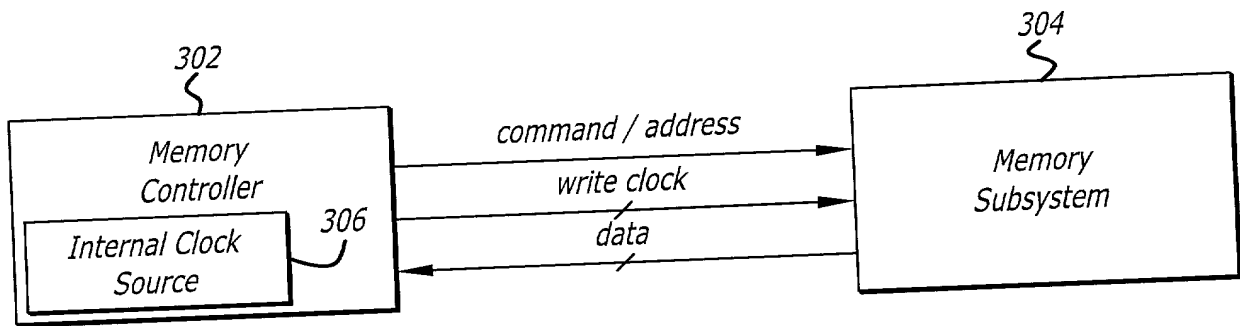 302
304
Memory
Controller
306
Internal Clock
Source
command / address
write clock
data
Memory
Subsystem